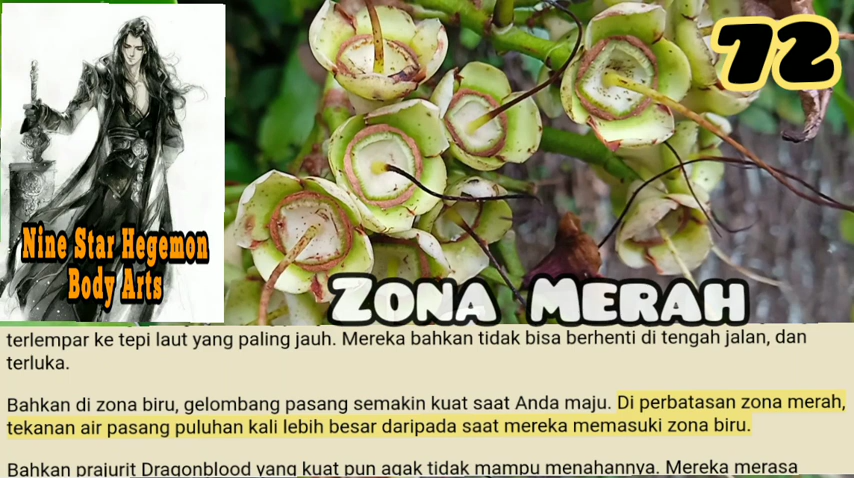 72
Nine Star Hegemon
Body Arts
Zona Merah
terlempar ke tepi laut yang paling jauh. Mereka bahkan tidak bisa berhenti di tengah jalan, dan
terluka.
Bahkan di zona biru, gelombang pasang semakin kuat saat Anda maju. Di perbatasan zona merah,
tekanan air pasang puluhan kali lebih besar daripada saat mereka memasuki zona biru.
Bahkan prajurit Dragonblood yang kuat pun agak tidak mampu menahannya. Mereka merasa